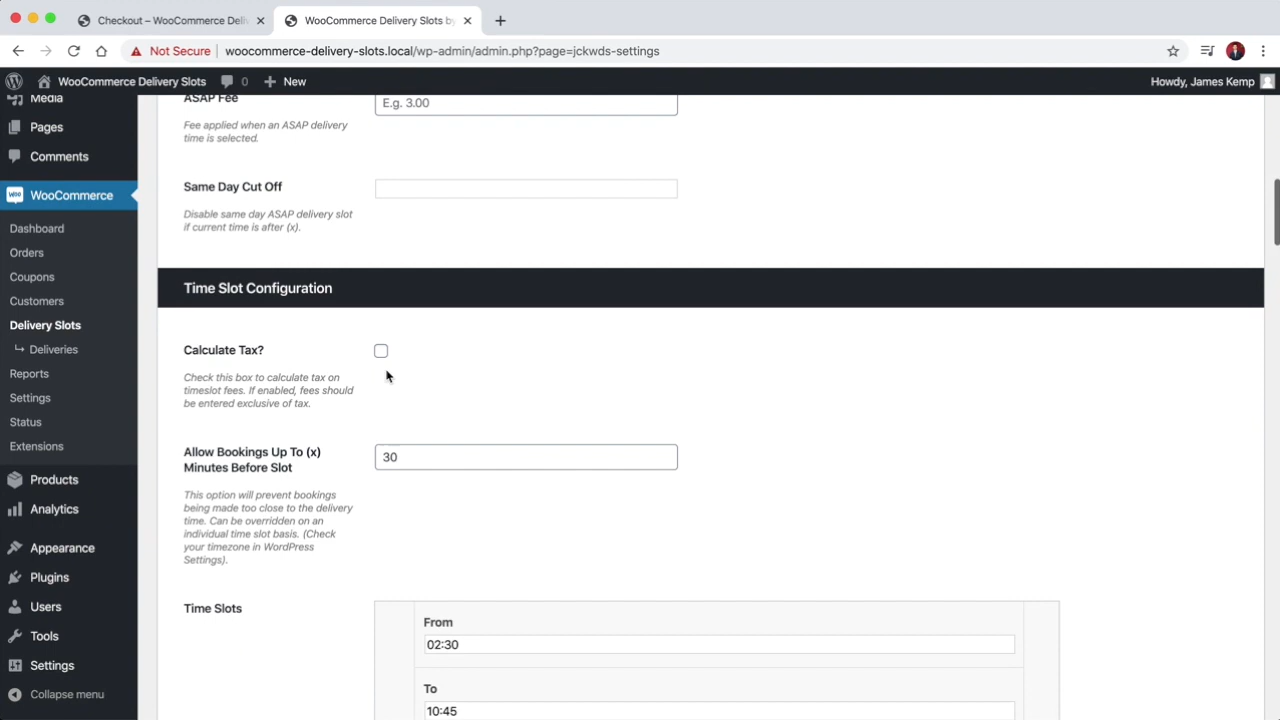 Checkout – WooCommerce Deli
WooCommerce Delivery Slots by
Not Secure
woocommerce-delivery-slots.local/wp-admin/admin.php?page=jckwds-settings
WooCommerce Delivery Slots
0
New
Howdy, James Kemp
Media
Pages
Comments
WooCommerce
Dashboard
Orders
Coupons
Customers
Delivery Slots
Deliveries
Reports
Settings
Status
Extensions
Products
Analytics
Appearance
Plugins
Users
Tools
Settings
Collapse menu
ASAP Fee
E.g. 3.00
Fee applied when an ASAP delivery
time is selected.
Same Day Cut Off
Disable same day ASAP delivery slot
if current time is after (x).
Time Slot Configuration
Calculate Tax?
Check this box to calculate tax on
timeslot fees. If enabled, fees should
be entered exclusive of tax.
Allow Bookings Up To (x)
Minutes Before Slot
30
This option will prevent bookings
being made too close to the delivery
time. Can be overridden on an
individual time slot basis. (Check
your timezone in WordPress
Settings).
Time Slots
From
02:30
To
10:45